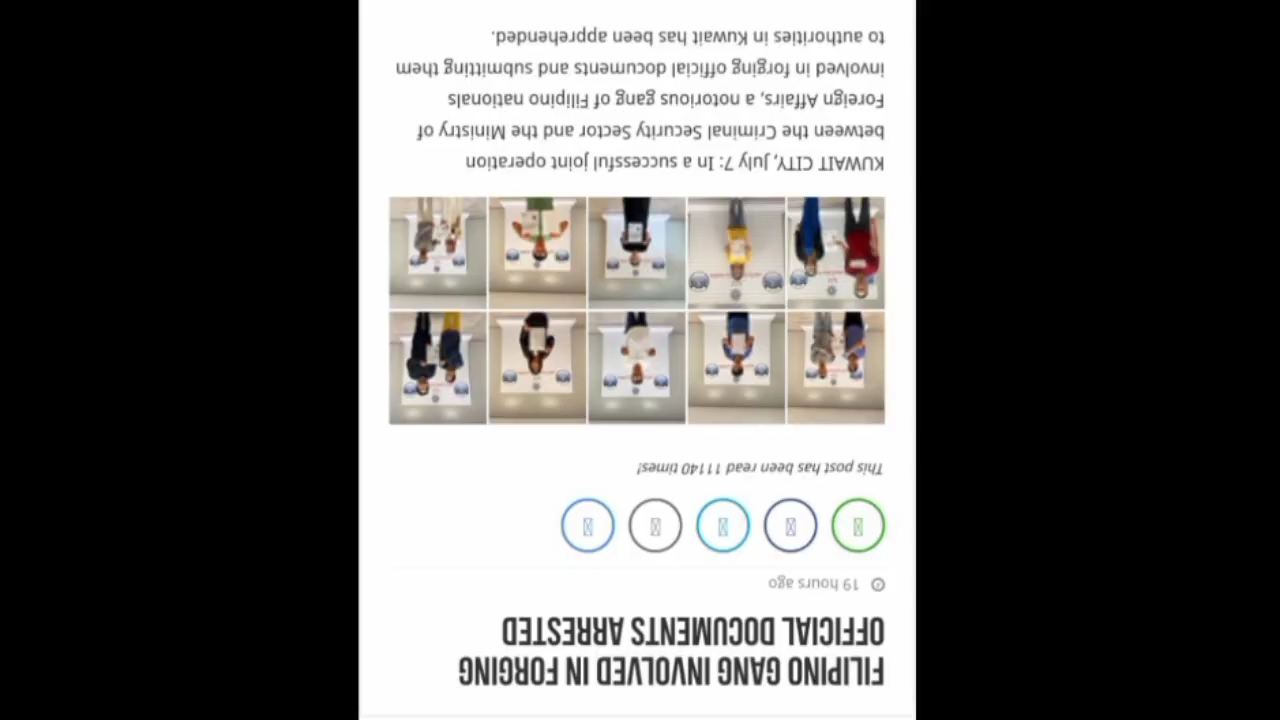 FILIPINO GANG INVOLVED IN FORGING
OFFICIAL DOCUMENTS ARRESTED
19 hours ago
This post has been read 11140 times!
KUWAIT CITY, July 7: In a successful joint operation
between the Criminal Security Sector and the Ministry of
Foreign Affairs, a notorious gang of Filipino nationals
involved in forging official documents and submitting them
to authorities in Kuwait has been apprehended.